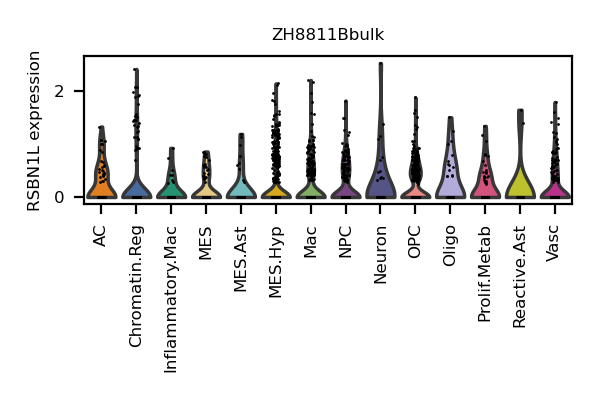 ZH8811Bbulk
RSBN1L expression
2
0
AC
Chromatin.Reg
Inflammatory.Mac
MES
MES.Ast
MES.Hyp
Mac
NPC
Neuron
OPC
Oligo
Prolif.Metab
Reactive.Ast
Vasc